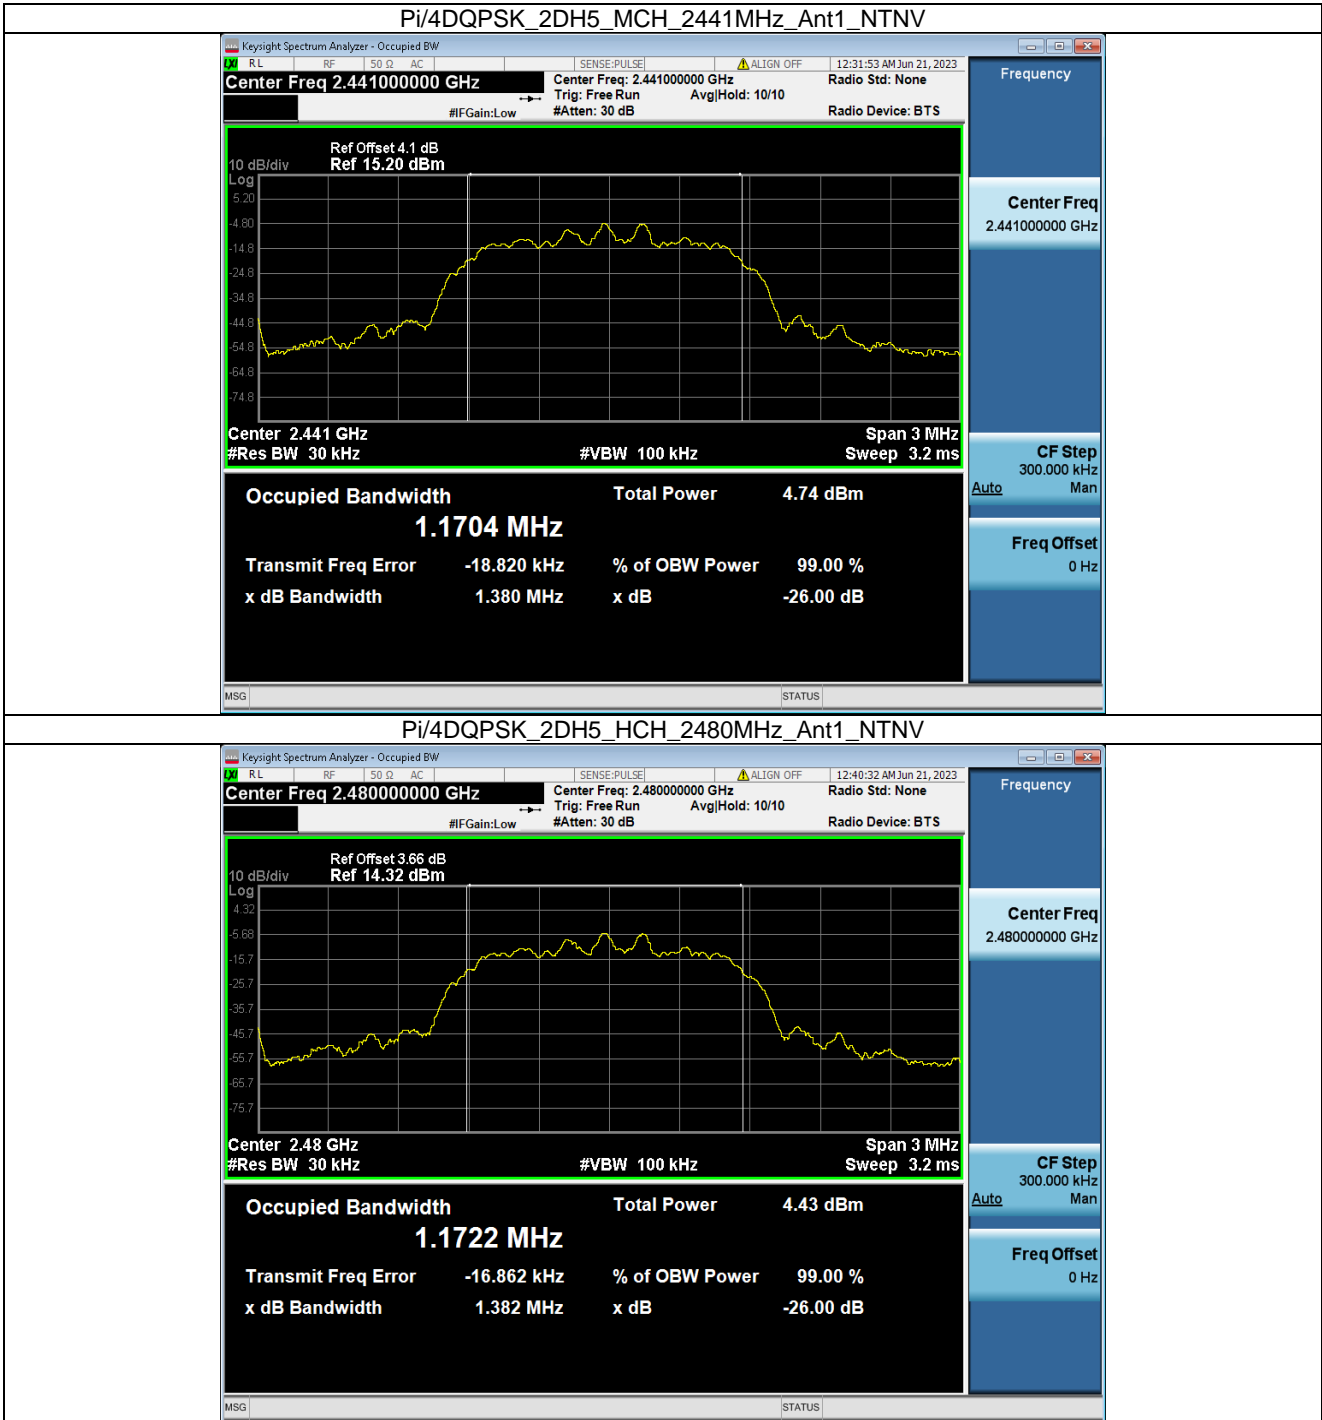 Pi/4DQPSK_2DH5_MCH_2441MHz_Ant1_NTNV
Keysight Spectrum Analyzer - Occupied BW
LXI RL RF 50 Ω AC SENSE:PULSE ALIGN OFF 12:31:53 AM Jun 21, 2023
Center Freq 2.441000000 GHz
Center Freq: 2.441000000 GHz Radio Std: None
Trig: Free Run Avg|Hold: 10/10
#IFGain:Low #Atten: 30 dB Radio Device: BTS
Frequency
Ref Offset 4.1 dB
10 dB/div Ref 15.20 dBm
Log
5.20
-4.80
-14.8
-24.8
-34.8
-44.8
-54.8
-64.8
-74.8
Center Freq
2.441000000 GHz
Center 2.441 GHz Span 3 MHz
#Res BW 30 kHz #VBW 100 kHz Sweep 3.2 ms
CF Step
300.000 kHz
Auto Man
Freq Offset
0 Hz
Occupied Bandwidth Total Power 4.74 dBm
1.1704 MHz
Transmit Freq Error -18.820 kHz % of OBW Power 99.00 %
x dB Bandwidth 1.380 MHz x dB -26.00 dB
MSG STATUS
Pi/4DQPSK_2DH5_HCH_2480MHz_Ant1_NTNV
Keysight Spectrum Analyzer - Occupied BW
LXI RL RF 50 Ω AC SENSE:PULSE ALIGN OFF 12:40:32 AM Jun 21, 2023
Center Freq 2.480000000 GHz
Center Freq: 2.480000000 GHz Radio Std: None
Trig: Free Run Avg|Hold: 10/10
#IFGain:Low #Atten: 30 dB Radio Device: BTS
Frequency
Ref Offset 3.66 dB
10 dB/div Ref 14.32 dBm
Log
4.32
-5.68
-15.7
-25.7
-35.7
-45.7
-55.7
-65.7
-75.7
Center Freq
2.480000000 GHz
Center 2.48 GHz Span 3 MHz
#Res BW 30 kHz #VBW 100 kHz Sweep 3.2 ms
CF Step
300.000 kHz
Auto Man
Freq Offset
0 Hz
Occupied Bandwidth Total Power 4.43 dBm
1.1722 MHz
Transmit Freq Error -16.862 kHz % of OBW Power 99.00 %
x dB Bandwidth 1.382 MHz x dB -26.00 dB
MSG STATUS